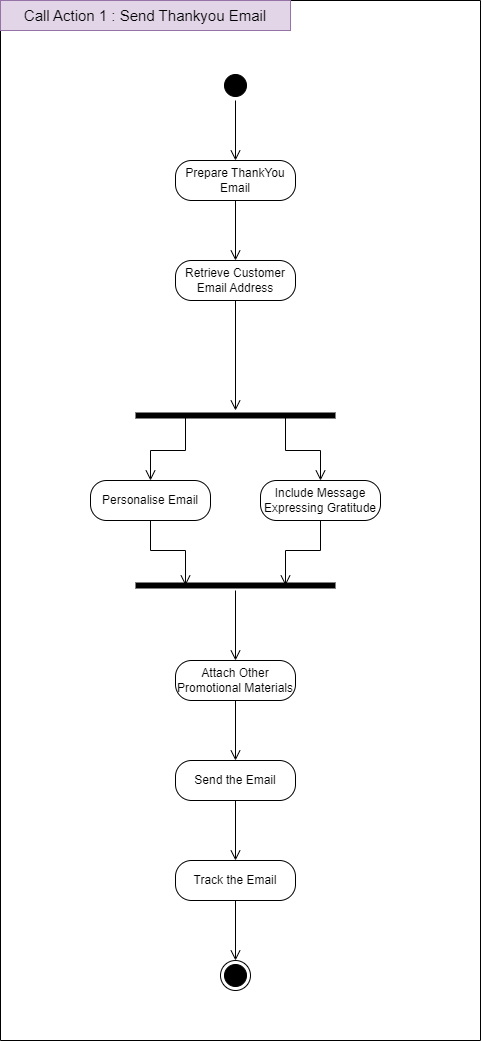 Call Action 1 : Send Thankyou Email
Prepare ThankYou
Email
Retrieve Customer
Email Address
Personalise Email
Include Message
Expressing Gratitude
Attach Other
Promotional Materials
Send the Email
Track the Email